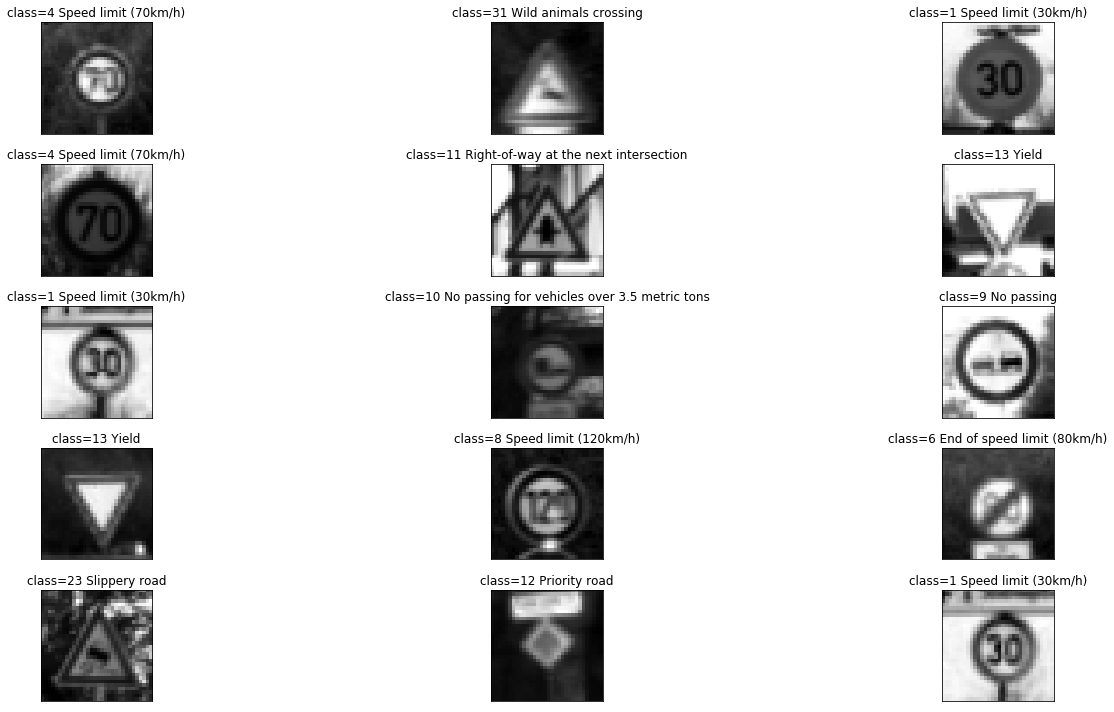 class=4 Speed limit (70km/h)
class=31 Wild animals crossing
class=1 Speed limit (30km/h)
70
30
class=4 Speed limit (70km/h)
class=11 Right-of-way at the next intersection
class=13 Yield
70
class=1 Speed limit (30km/h)
class=10 No passing for vehicles over 3.5 metric tons
class=9 No passing
30
class=13 Yield
class=8 Speed limit (120km/h)
class=6 End of speed limit (80km/h)
120
80
class=23 Slippery road
class=12 Priority road
class=1 Speed limit (30km/h)
30